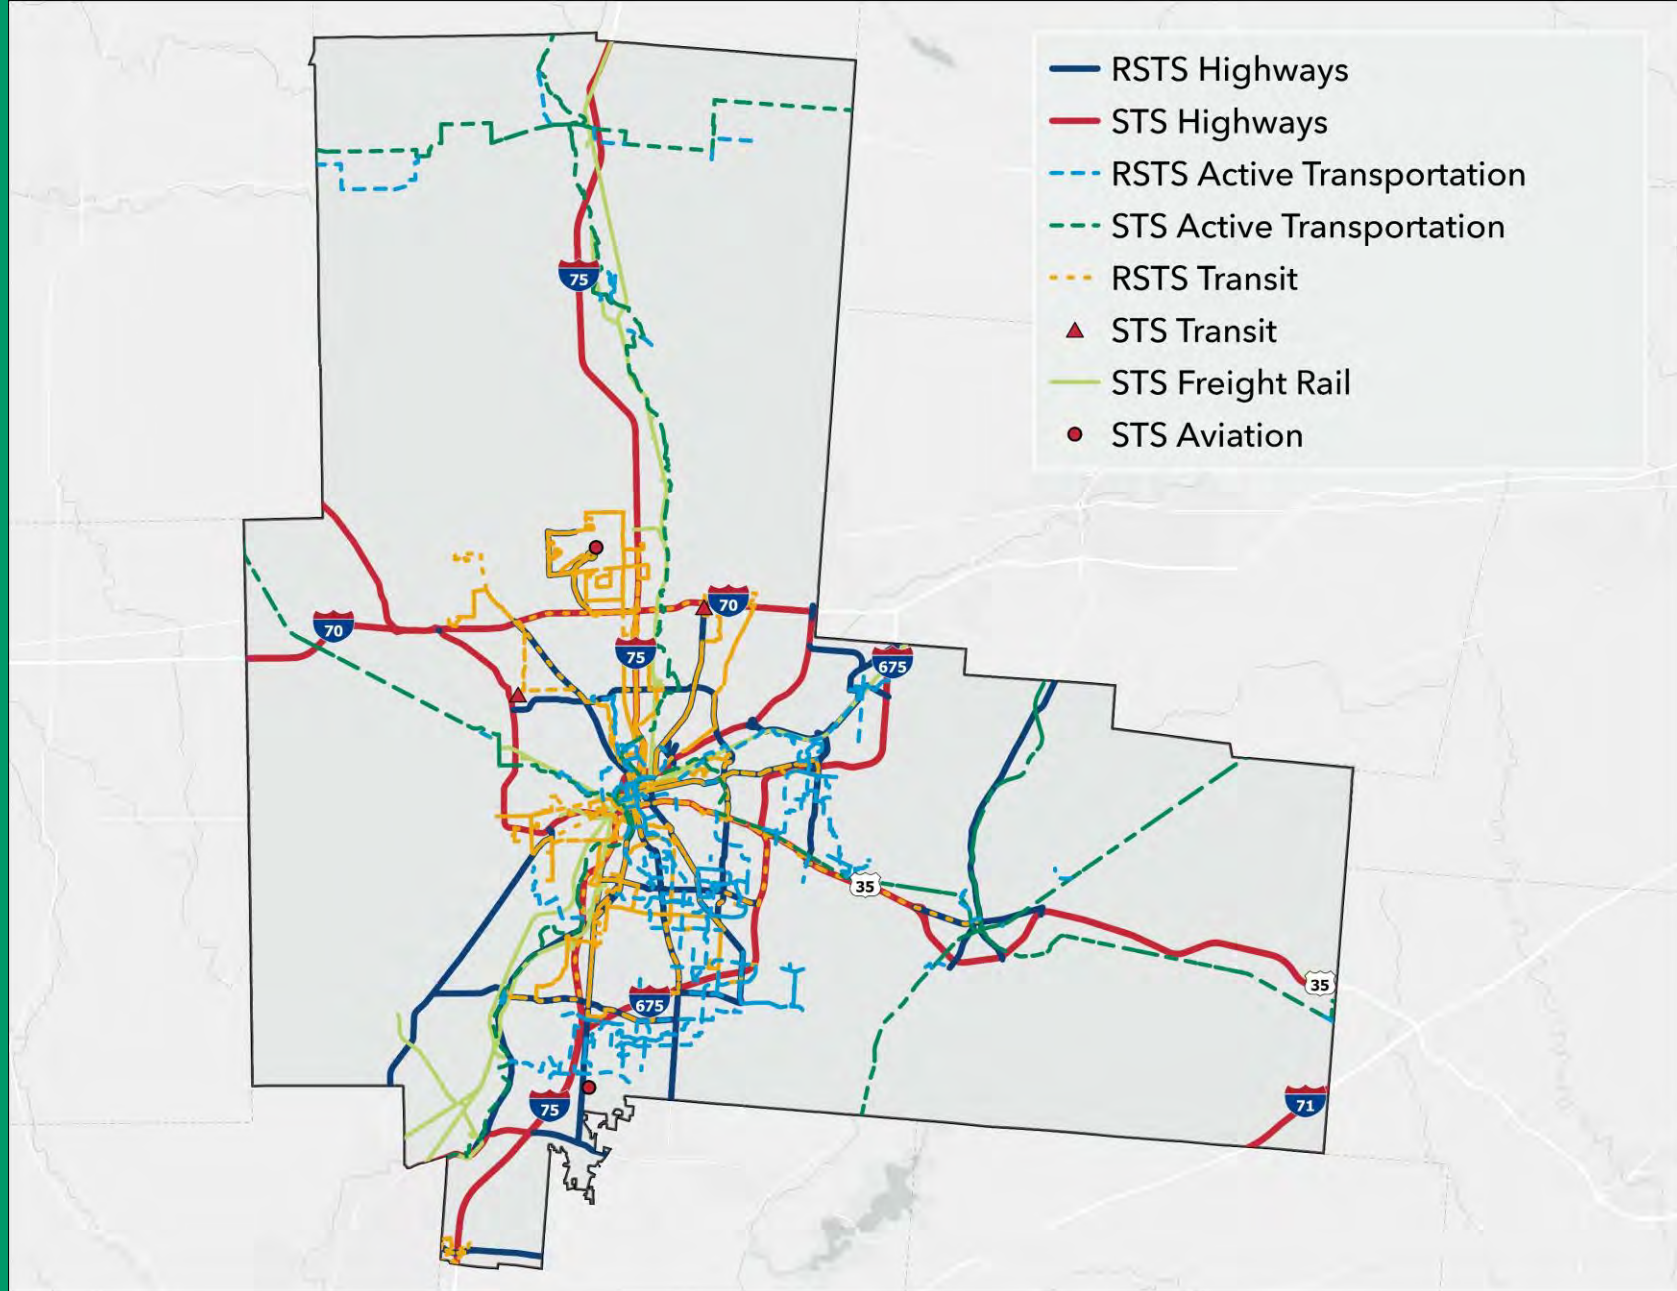 RSTS Highways
STS Highways
RSTS Active Transportation
STS Active Transportation
RSTS Transit
STS Transit
STS Freight Rail
STS Aviation
75
70
70
75
675
35
35
675
75
71